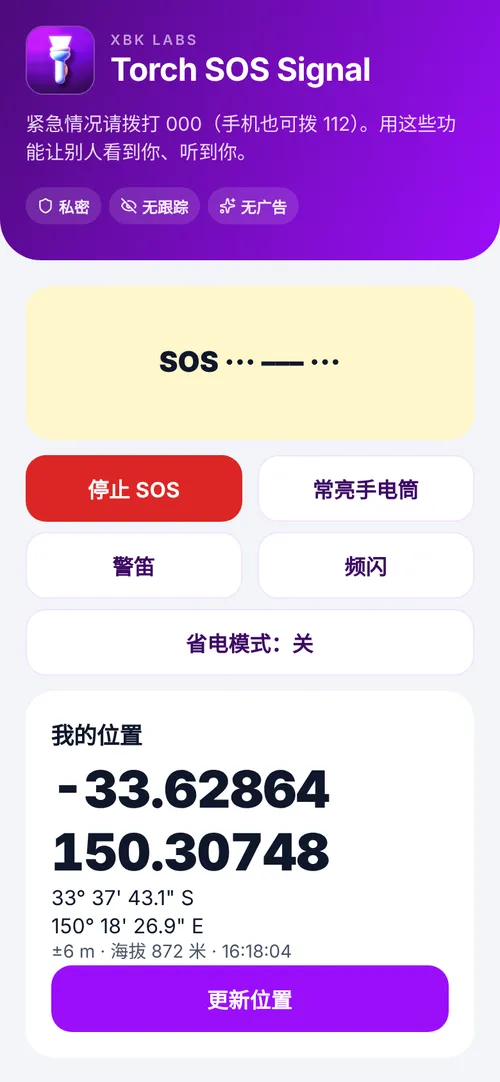 XBK LABS
Torch SOS Signal
紧急情况请拨打 000（手机也可拨 112）。用这些功
能让别人看到你、听到你。
私密
无跟踪
无广告
SOS ··· ——— ···
停止 SOS
常亮手电筒
警笛
频闪
省电模式：关
我的位置
-33.62864
150.30748
33° 37' 43.1" S
150° 18' 26.9" E
±6 m · 海拔 872 米 · 16:18:04
更新位置